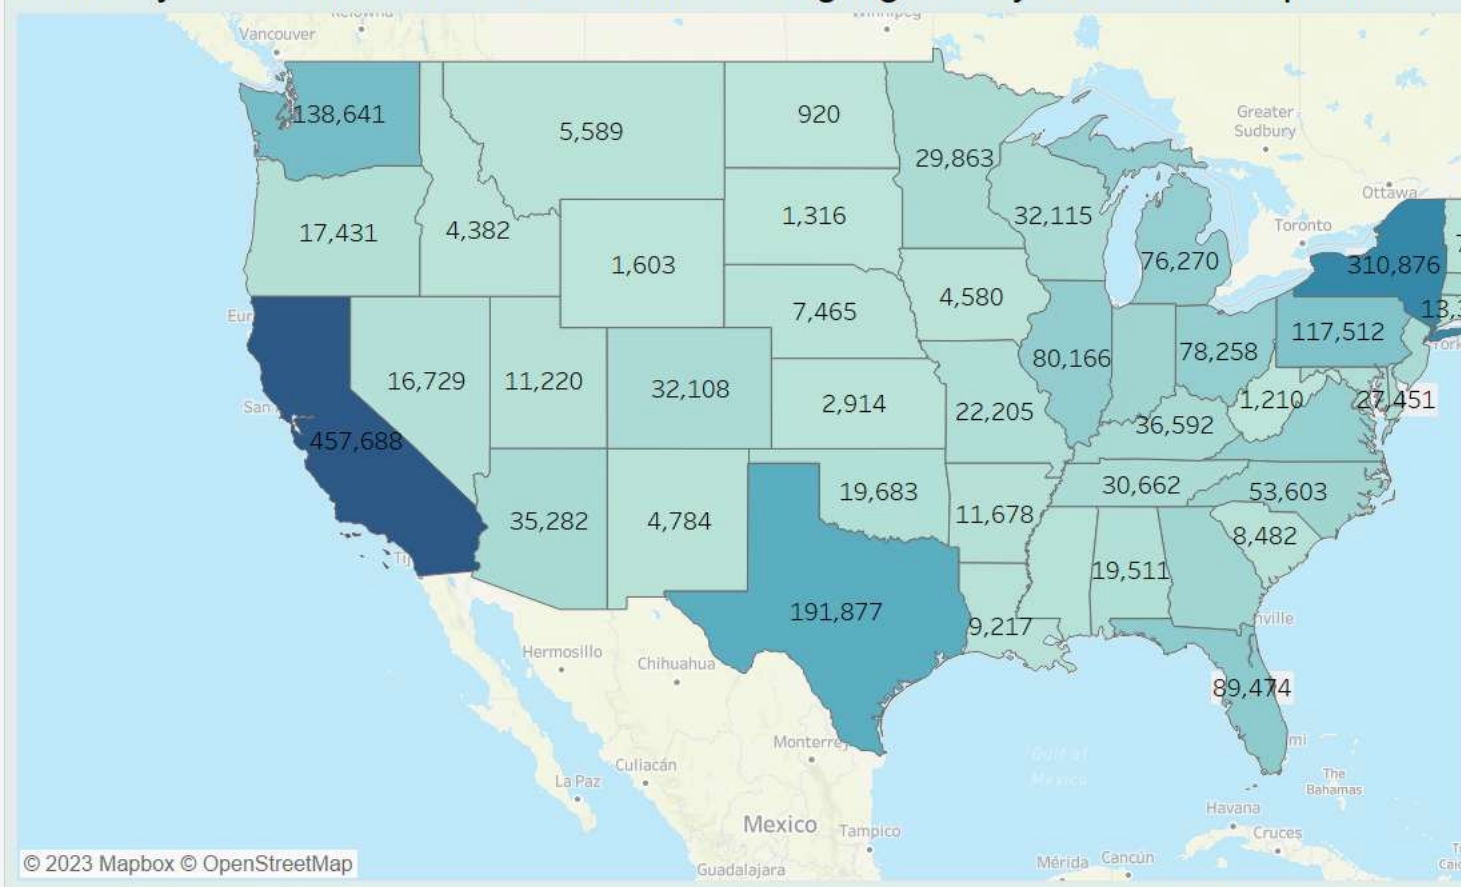 Vancouver
138,641
5,589
920
29,863
Greater
Sudbury
Ottawa
17,431
4,382
1,316
32,115
Toronto
76,270
310,876
1,603
7,465
4,580
117,512
16,729
11,220
32,108
2,914
22,205
80,166
78,258
1,210
27,451
36,592
457,688
35,282
4,784
19,683
11,678
30,662
53,603
8,482
19,511
191,877
9,217
Hermosillo
Chihuahua
89,474
Monterrey
Gulf of
Mexico
La Paz
Culiacán
The
Bahamas
Mexico
Tampico
Havana
Cruces
Mérida
Cancún
Guadalajara
© 2023 Mapbox © OpenStreetMap